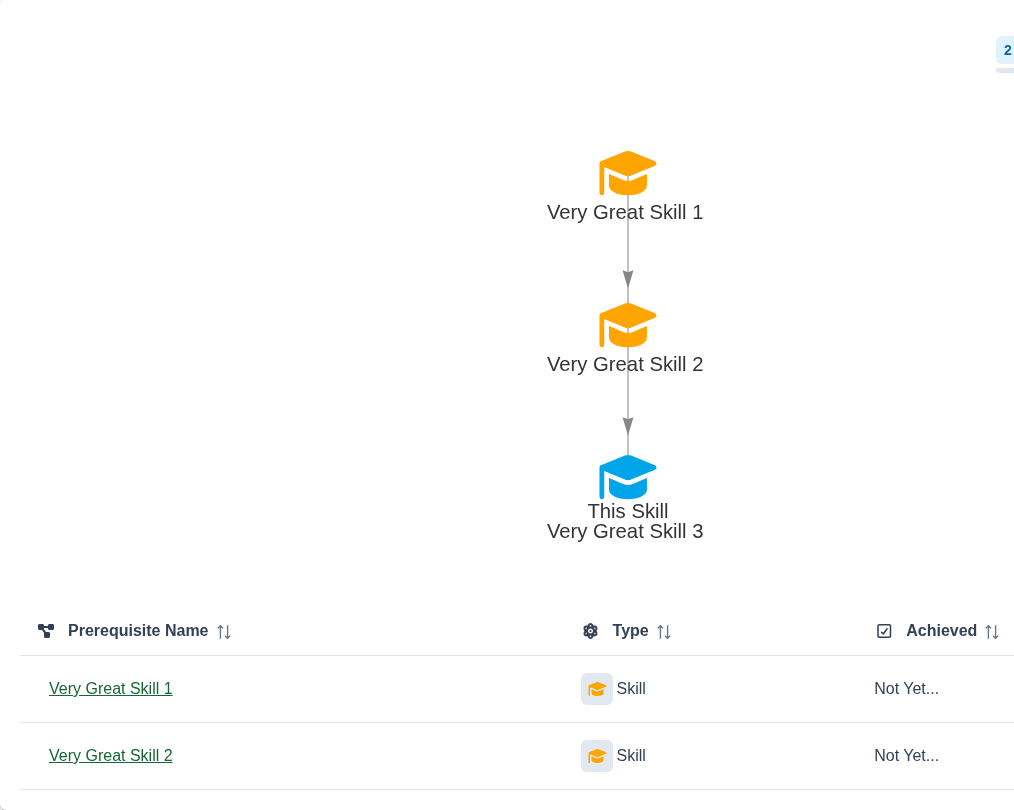 2
Very Great Skill 1
Very Great Skill 2
This Skill
Very Great Skill 3
Prerequisite Name Type Achieved
Very Great Skill 1 Skill Not Yet...
Very Great Skill 2 Skill Not Yet...